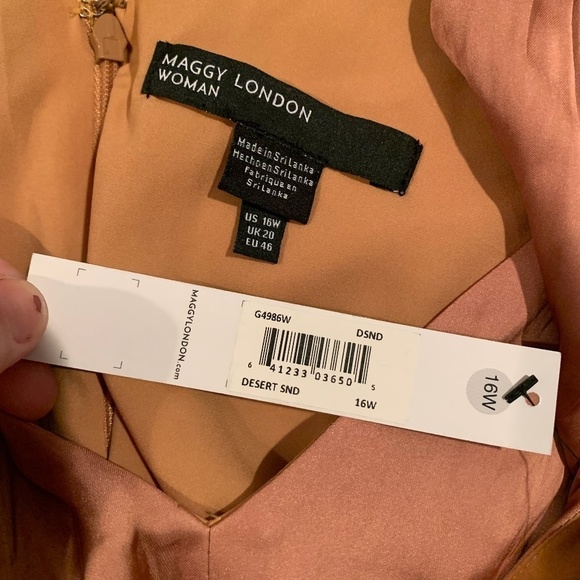 MAGGY LONDON
WOMAN
Made in Sri Lanka
Hecho en Sri Lanka
Fabriqua en
Sri Lanka
US 16W
UK 20
EU 46
MAGGYLONDON.com
G4986W DSND
6 41233 03650 5
DESERT SND 16W
16W